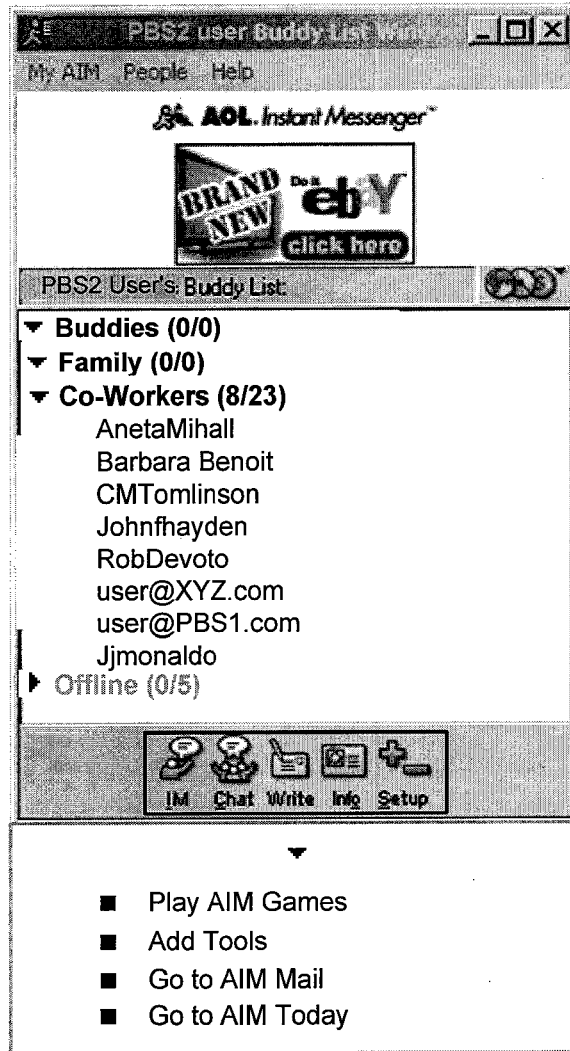 PBS2 user Buddy List Win
My AIM People Help
AOL Instant Messenger™
BRAND NEW
Do it eBaY
click here
PBS2 User's: Buddy List:
Buddies (0/0)
Family (0/0)
Co-Workers (8/23)
AnetaMihall
Barbara Benoit
CMTomlinson
Johnfhayden
RobDevoto
user@XYZ.com
user@PBS1.com
Jjmonaldo
Offline (0/5)
IM Chat Write Info Setup
Play AIM Games
Add Tools
Go to AIM Mail
Go to AIM Today